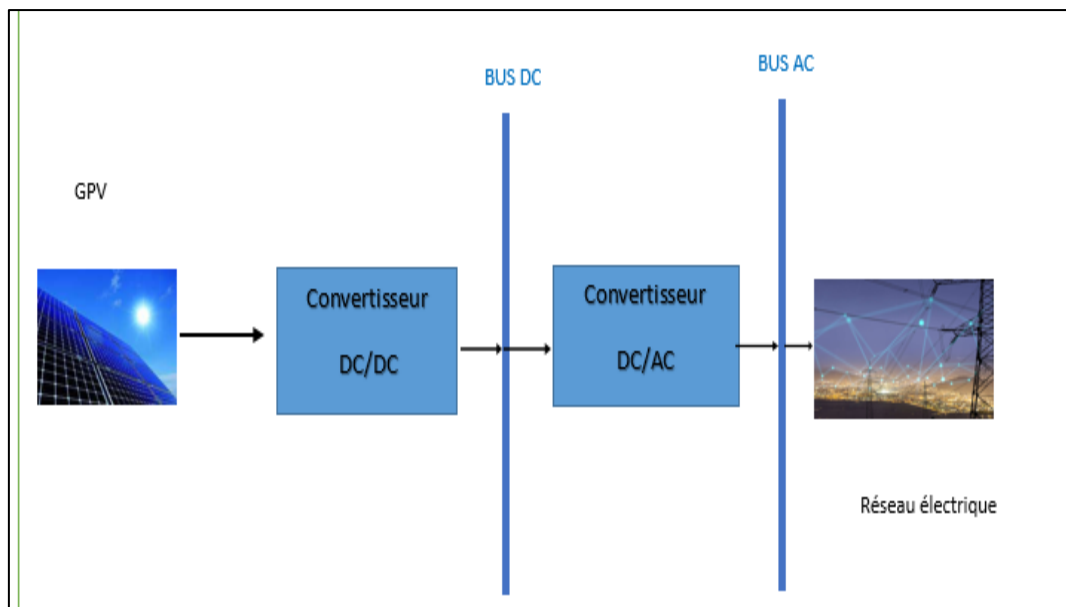 BUS DC
BUS AC
GPV
Convertisseur
DC/DC
Convertisseur
DC/AC
Réseau électrique